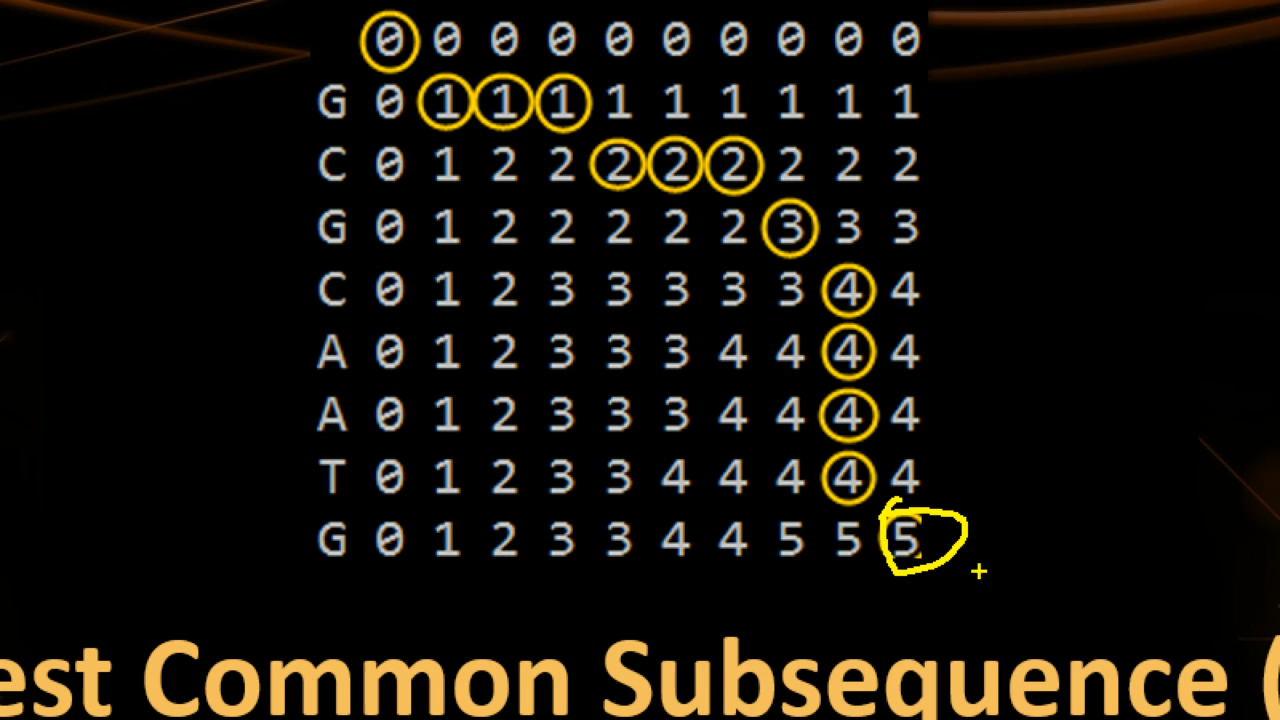 0 0 0 0 0 0 0 0 0 0
G 0 1 1 1 1 1 1 1 1 1
C 0 1 2 2 2 2 2 2 2 2
G 0 1 2 2 2 2 2 3 3 3
C 0 1 2 3 3 3 3 3 4 4
A 0 1 2 3 3 3 4 4 4 4
A 0 1 2 3 3 3 4 4 4 4
T 0 1 2 3 3 4 4 4 4 4
G 0 1 2 3 3 4 4 5 5 5
est Common Subsequence (